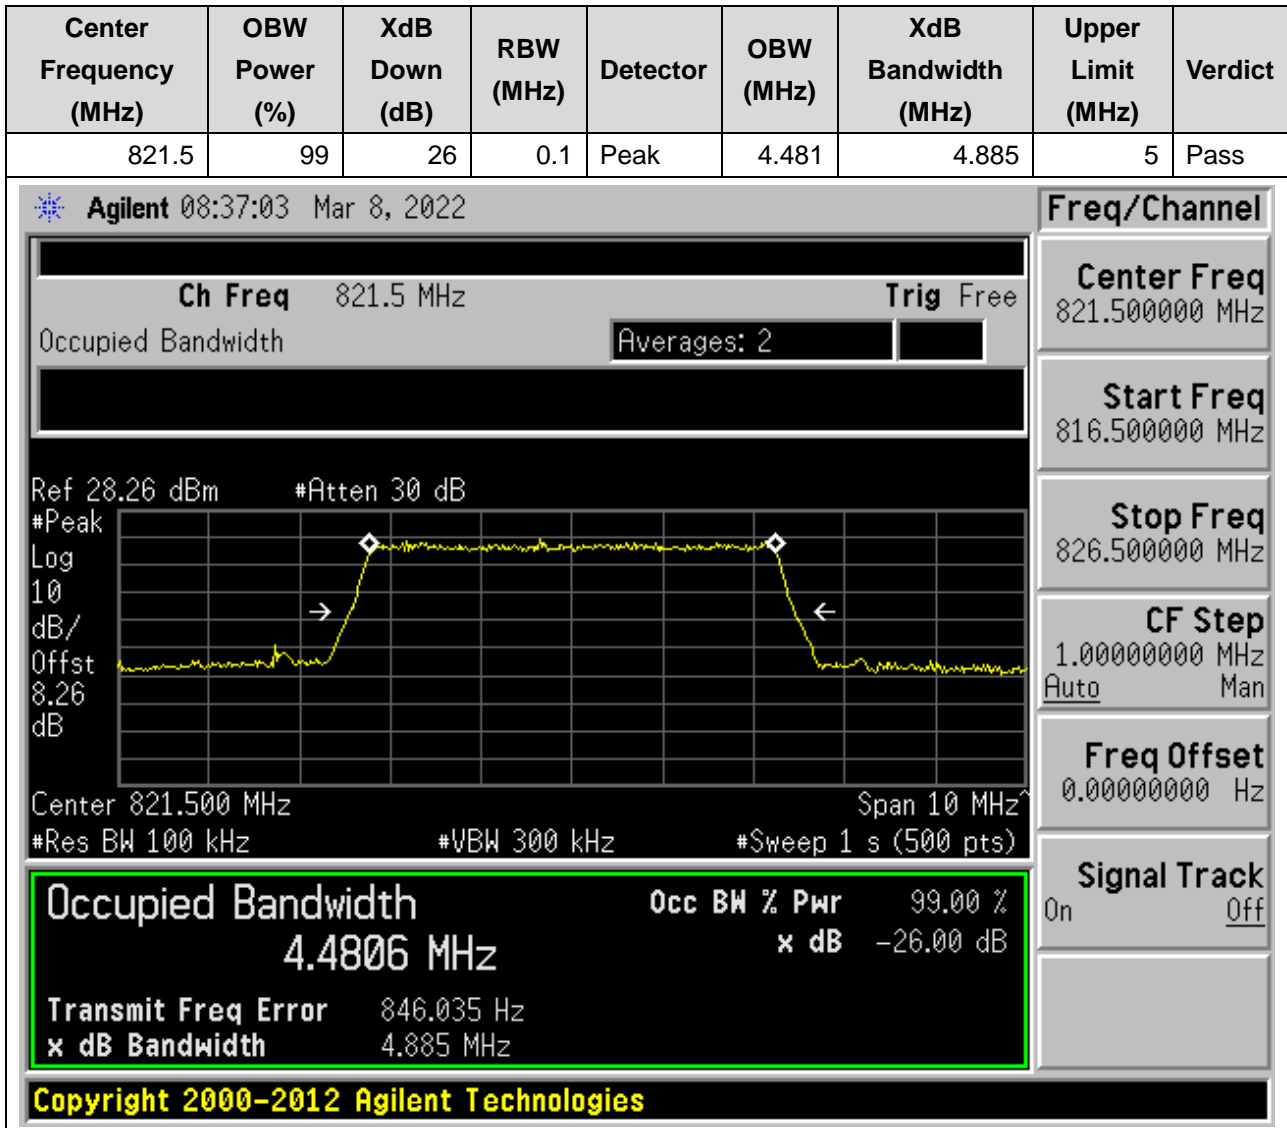 Center Frequency (MHz) OBW Power (%) XdB Down (dB) RBW (MHz) Detector OBW (MHz) XdB Bandwidth (MHz) Upper Limit (MHz) Verdict
821.5 99 26 0.1 Peak 4.481 4.885 5 Pass
Agilent 08:37:03 Mar 8, 2022
Freq/Channel
Ch Freq 821.5 MHz Trig Free
Occupied Bandwidth Averages: 2
Center Freq
821.500000 MHz
Start Freq
816.500000 MHz
Stop Freq
826.500000 MHz
CF Step
1.00000000 MHz
Auto Man
Freq Offset
0.00000000 Hz
Signal Track
On Off
Ref 28.26 dBm #Atten 30 dB
#Peak
Log
10
dB/
Offst
8.26
dB
Center 821.500 MHz Span 10 MHz^
#Res BW 100 kHz #VBW 300 kHz #Sweep 1 s (500 pts)
Occupied Bandwidth
4.4806 MHz
Occ BW % Pwr 99.00 %
x dB -26.00 dB
Transmit Freq Error 846.035 Hz
x dB Bandwidth 4.885 MHz
Copyright 2000-2012 Agilent Technologies